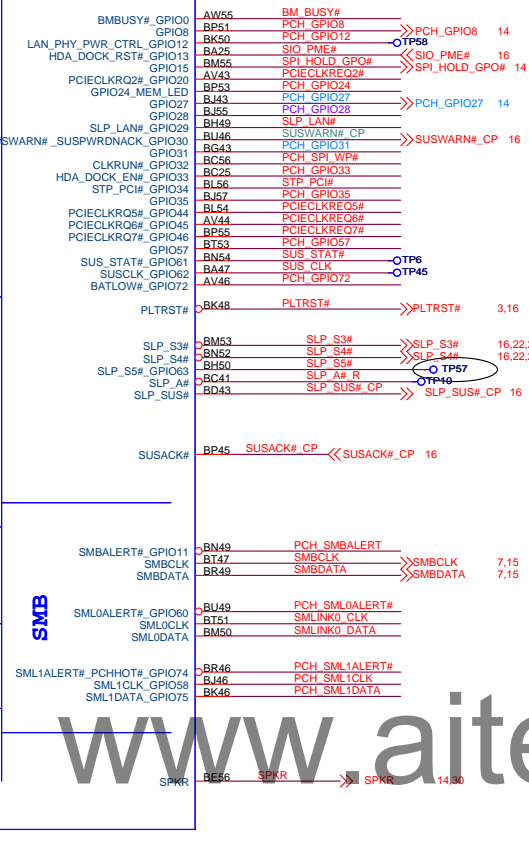 BMBUSY#_GPIO0 AW55 BM_BUSY#
GPIO8 BP51 PCH_GPIO8 PCH_GPIO8 14
LAN_PHY_PWR_CTRL_GPIO12 BK50 PCH_GPIO12 TP58
HDA_DOCK_RST#_GPIO13 BA25 SIO_PME# SIO_PME# 16
GPIO15 BM55 SPI_HOLD_GPO# SPI_HOLD_GPO# 14
PCIECLKRQ2#_GPIO20 AV43 PCIECLKREQ2#
GPIO24_MEM_LED BP53 PCH_GPIO24
GPIO27 BJ43 PCH_GPIO27 PCH_GPIO27 14
GPIO28 BJ55 PCH_GPIO28
SLP_LAN#_GPIO29 BH49 SLP_LAN#
SWARN#_SUSPWRDNACK_GPIO30 BU46 SUSWARN#_CP SUSWARN#_CP 16
GPIO31 BG43 PCH_GPIO31
CLKRUN#_GPIO32 BC56 PCH_SPI_WP#
HDA_DOCK_EN#_GPIO33 BC25 PCH_GPIO33
STP_PCI#_GPIO34 BL56 STP_PCI#
GPIO35 BJ57 PCH_GPIO35
PCIECLKRQ5#_GPIO44 BL54 PCIECLKREQ5#
PCIECLKRQ6#_GPIO45 AV44 PCIECLKREQ6#
PCIECLKRQ7#_GPIO46 BP55 PCIECLKREQ7#
GPIO57 BT53 PCH_GPIO57
SUS_STAT#_GPIO61 BN54 SUS_STAT# TP6
SUSCLK_GPIO62 BA47 SUS_CLK TP45
BATLOW#_GPIO72 AV46 PCH_GPIO72
PLTRST# BK48 PLTRST# PLTRST# 3,16
SLP_S3# BM53 SLP_S3# SLP_S3# 16,22,
SLP_S4# BN52 SLP_S4# SLP_S4# 16,22,
SLP_S5#_GPIO63 BH50 SLP_S5# TP57
SLP_A# BC41 SLP_A#_R TP10
SLP_SUS# BD43 SLP_SUS#_CP SLP_SUS#_CP 16
SUSACK# BP45 SUSACK#_CP SUSACK#_CP 16
SMB
SMBALERT#_GPIO11 BN49 PCH_SMBALERT
SMBCLK BT47 SMBCLK SMBCLK 7,15
SMBDATA BR49 SMBDATA SMBDATA 7,15
SML0ALERT#_GPIO60 BU49 PCH_SML0ALERT#
SML0CLK BT51 SMLINK0_CLK
SML0DATA BM50 SMLINK0_DATA
SML1ALERT#_PCHHOT#_GPIO74 BR46 PCH_SML1ALERT#
SML1CLK_GPIO58 BJ46 PCH_SML1CLK
SML1DATA_GPIO75 BK46 PCH_SML1DATA
www.aite
SPKR BE56 SPKR SPKR 14,30